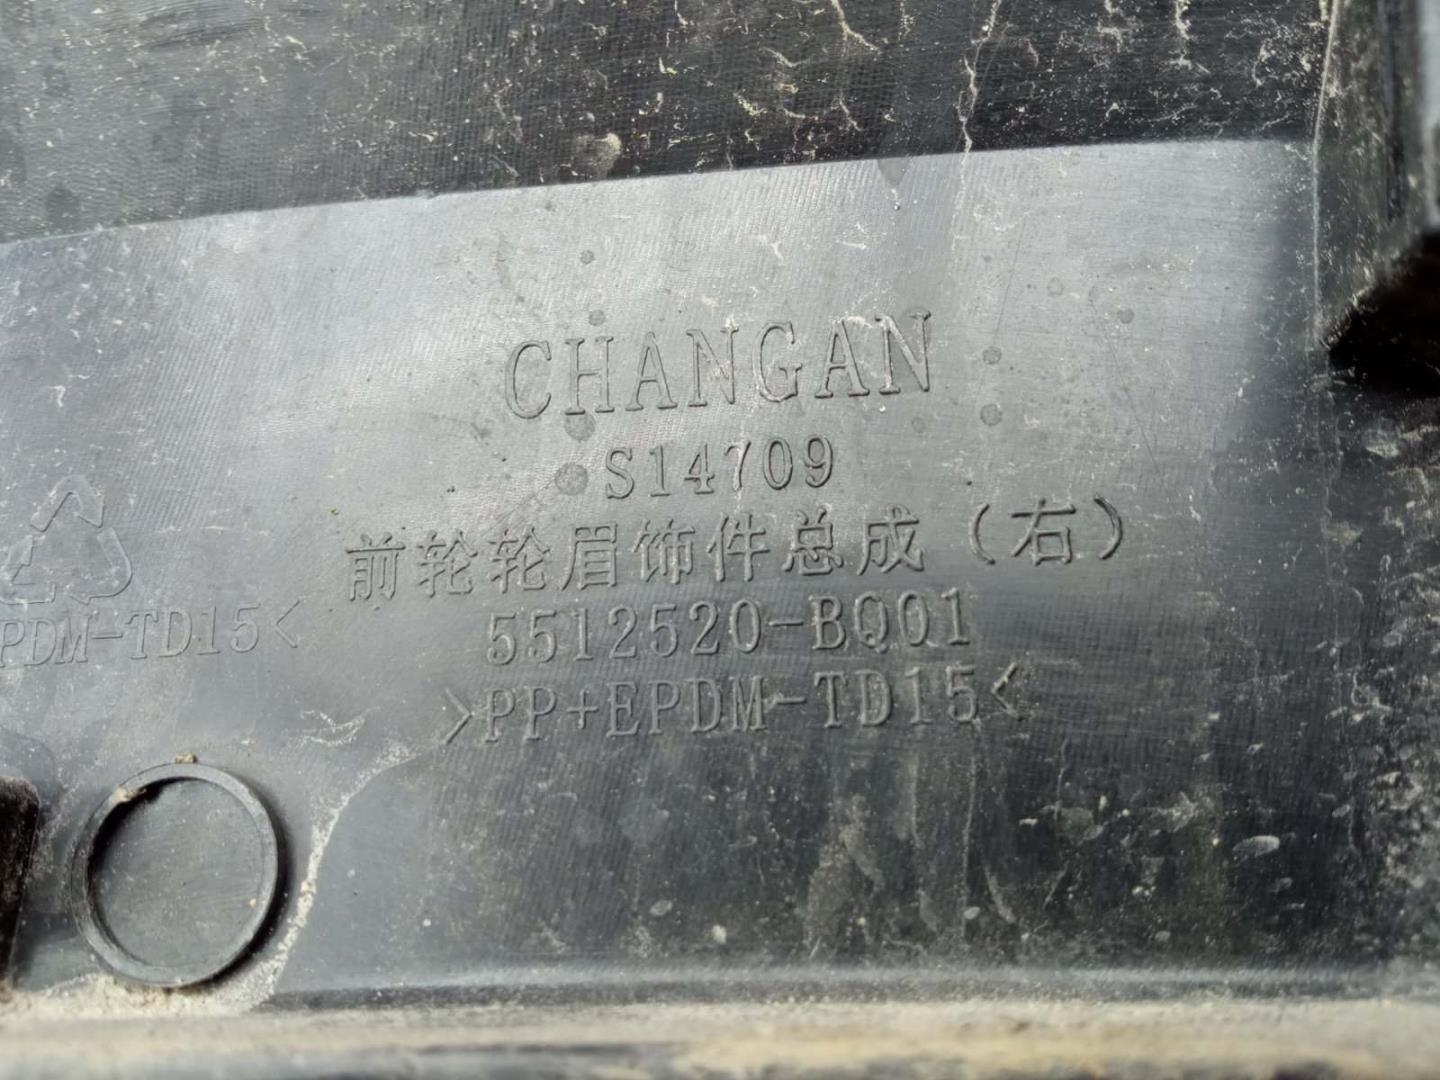 CHANGAN
S14709
前轮轮眉饰件总成（右）
5512520-BQ01
>PP+EPDM-TD15<
PDM-TD15<